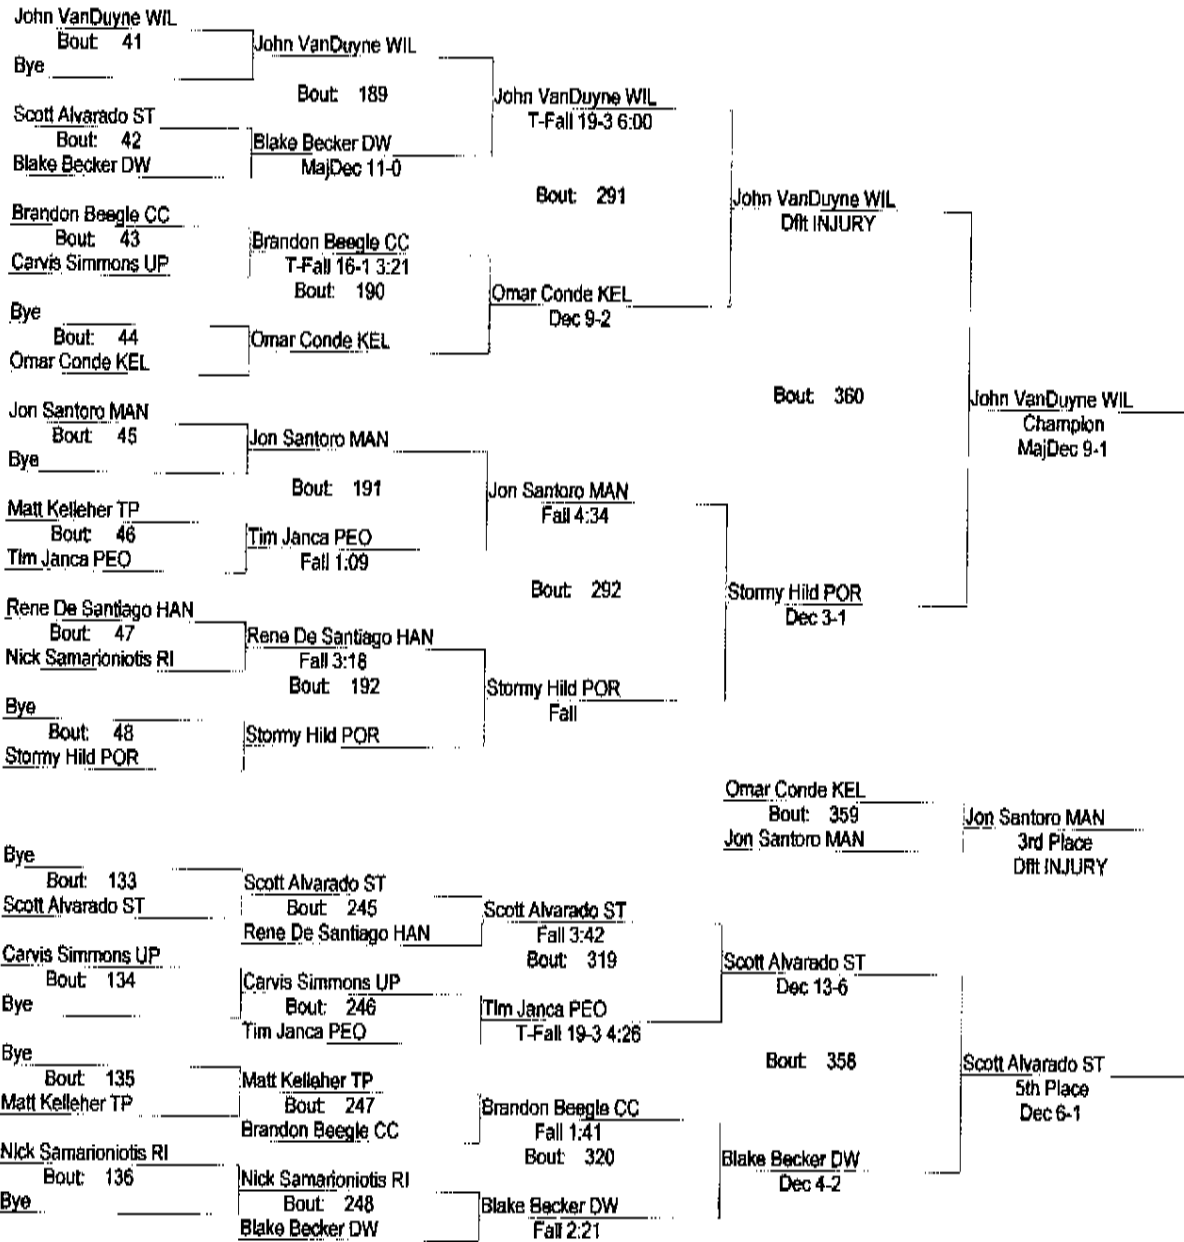 John VanDuyne WIL
Bout: 41
Bye
John VanDuyne WIL
Bout: 189
Scott Alvarado ST
Bout: 42
Blake Becker DW
Blake Becker DW
MajDec 11-0
John VanDuyne WIL
T-Fall 19-3 6:00
Bout: 291
Brandon Beegle CC
Bout: 43
Carvis Simmons UP
Brandon Beegle CC
T-Fall 16-1 3:21
Bout: 190
Bye
Bout: 44
Omar Conde KEL
Omar Conde KEL
Omar Conde KEL
Dec 9-2
John VanDuyne WIL
Dflt INJURY
Bout: 360
Jon Santoro MAN
Bout: 45
Bye
Jon Santoro MAN
Bout: 191
Matt Kelleher TP
Bout: 46
Tim Janca PEO
Tim Janca PEO
Fall 1:09
Jon Santoro MAN
Fall 4:34
Bout: 292
Rene De Santiago HAN
Bout: 47
Nick Samarioniotis RI
Rene De Santiago HAN
Fall 3:18
Bout: 192
Bye
Bout: 48
Stormy Hild POR
Stormy Hild POR
Stormy Hild POR
Fall
Stormy Hild POR
Dec 3-1
John VanDuyne WIL
Champion
MajDec 9-1
Omar Conde KEL
Bout: 359
Jon Santoro MAN
Jon Santoro MAN
3rd Place
Dflt INJURY
Bye
Bout: 133
Scott Alvarado ST
Scott Alvarado ST
Bout: 245
Rene De Santiago HAN
Scott Alvarado ST
Fall 3:42
Bout: 319
Carvis Simmons UP
Bout: 134
Bye
Carvis Simmons UP
Bout: 246
Tim Janca PEO
Tim Janca PEO
T-Fall 19-3 4:26
Scott Alvarado ST
Dec 13-6
Bout: 358
Bye
Bout: 135
Matt Kelleher TP
Matt Kelleher TP
Bout: 247
Brandon Beegle CC
Brandon Beegle CC
Fall 1:41
Bout: 320
Nick Samarioniotis RI
Bout: 136
Bye
Nick Samarioniotis RI
Bout: 248
Blake Becker DW
Blake Becker DW
Fall 2:21
Blake Becker DW
Dec 4-2
Scott Alvarado ST
5th Place
Dec 6-1